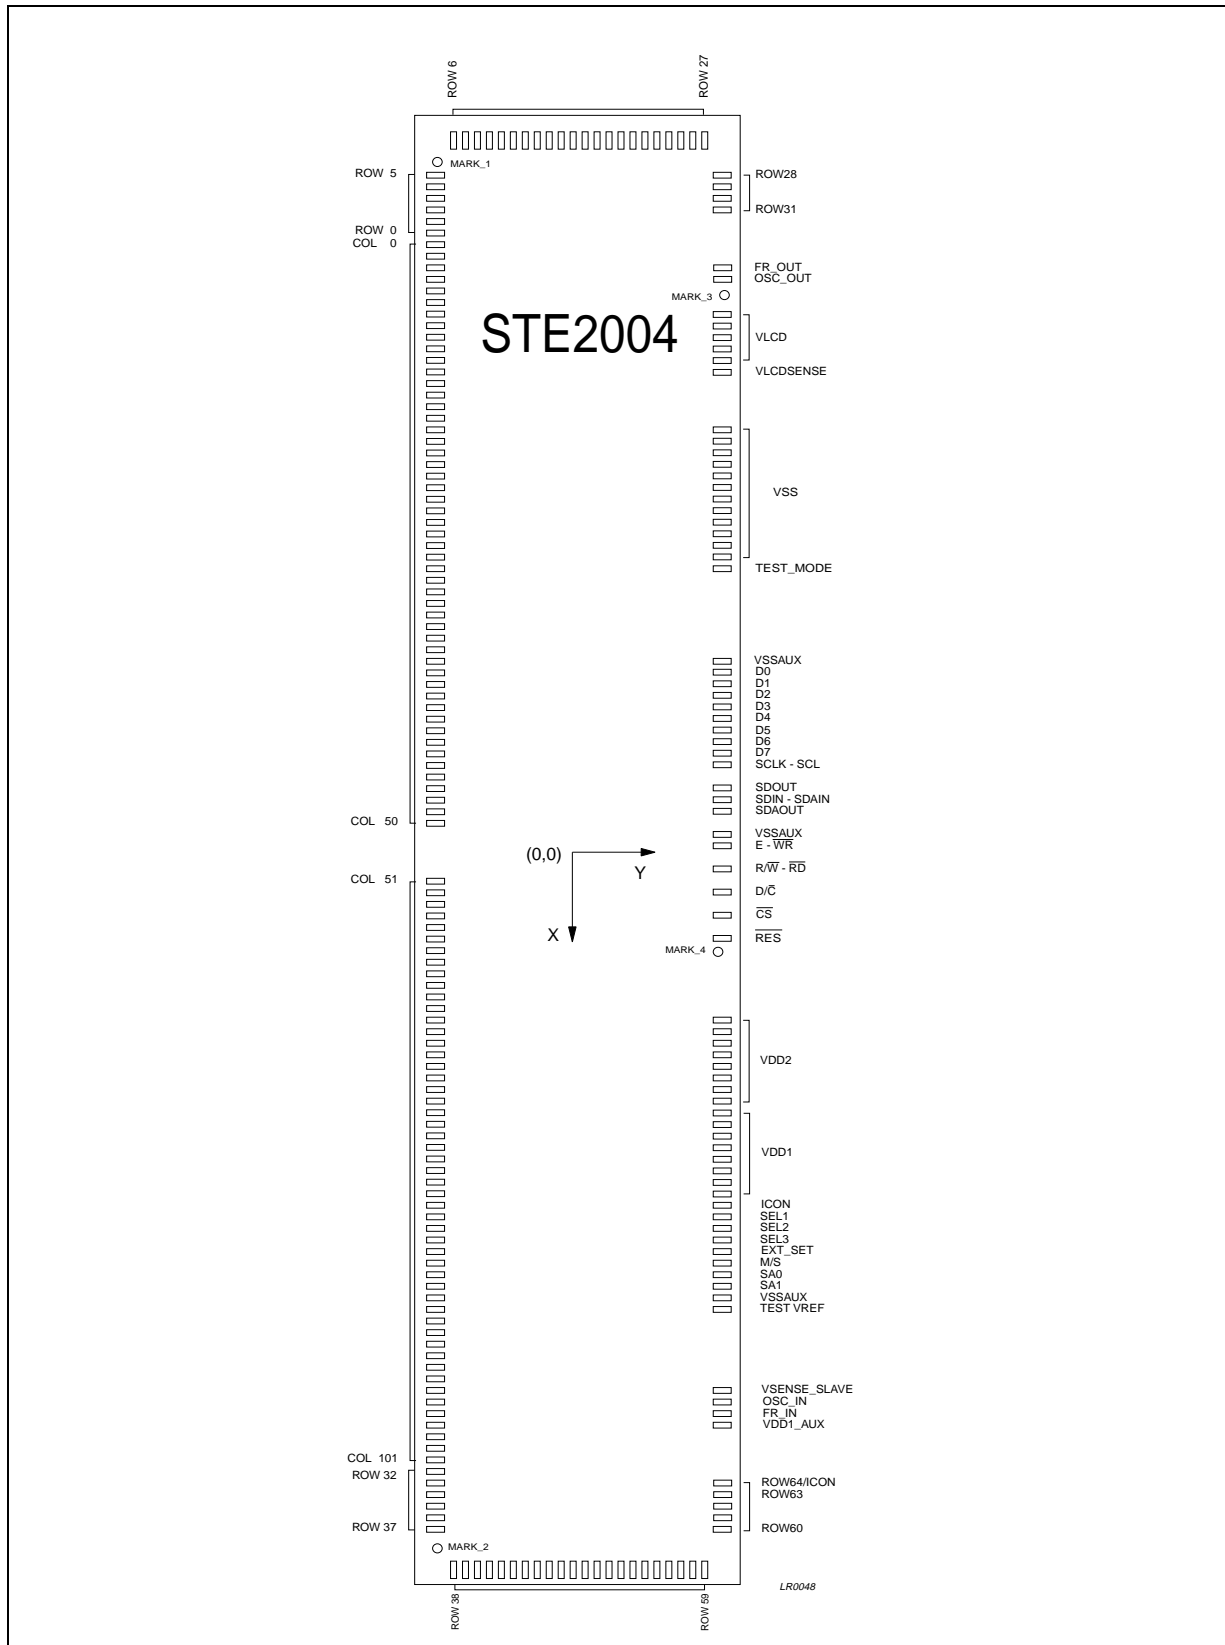 ROW 6
ROW 27
MARK_1
ROW 5
ROW28
ROW31
ROW 0
COL 0
FR_OUT
OSC_OUT
MARK_3
STE2004
VLCD
VLCDSENSE
VSS
TEST_MODE
VSSAUX
D0
D1
D2
D3
D4
D5
D6
D7
SCLK - SCL
SDOUT
SDIN - SDAIN
SDAOUT
COL 50
VSSAUX
E - W̅R̅
(0,0)
Y
R/W̅ - R̅D̅
COL 51
D/C̅
C̅S̅
X
R̅E̅S̅
MARK_4
VDD2
VDD1
ICON
SEL1
SEL2
SEL3
EXT_SET
M/S
SA0
SA1
VSSAUX
TEST VREF
VSENSE_SLAVE
OSC_IN
FR_IN
VDD1_AUX
COL 101
ROW 32
ROW64/ICON
ROW63
ROW 37
ROW60
MARK_2
LR0048
ROW 38
ROW 59